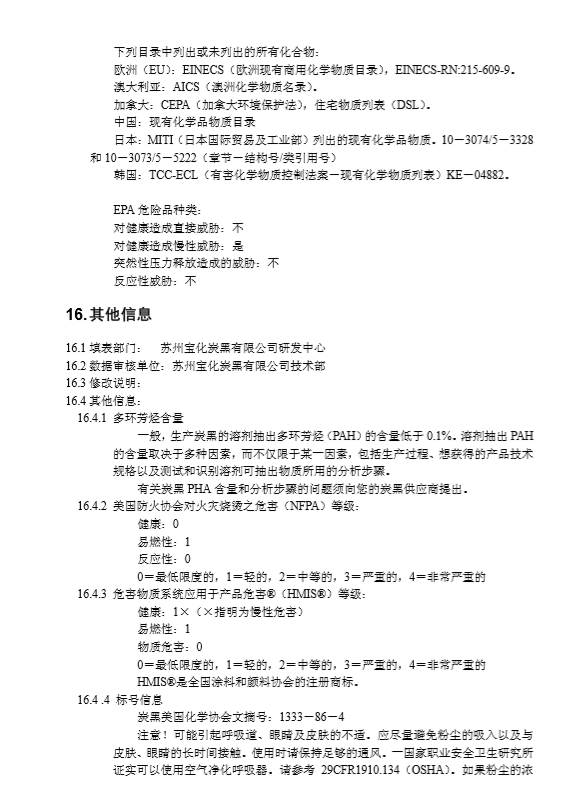 下列目录中列出或未列出的所有化合物：
欧洲（EU）：EINECS（欧洲现有商用化学物质目录），EINECS-RN:215-609-9。
澳大利亚：AICS（澳洲化学物质名录）。
加拿大：CEPA（加拿大环境保护法），住宅物质列表（DSL）。
中国：现有化学品物质目录
日本：MITI（日本国际贸易及工业部）列出的现有化学品物质。10－3074/5－3328
和 10－3073/5－5222（章节－结构号/类引用号）
韩国：TCC-ECL（有害化学物质控制法案－现有化学物质列表）KE－04882。
EPA 危险品种类：
对健康造成直接威胁：不
对健康造成慢性威胁：是
突然性压力释放造成的威胁：不
反应性威胁：不
16. 其他信息
16.1 填表部门： 苏州宝化炭黑有限公司研发中心
16.2 数据审核单位：苏州宝化炭黑有限公司技术部
16.3 修改说明：
16.4 其他信息：
16.4.1 多环芳烃含量
一般，生产炭黑的溶剂抽出多环芳烃（PAH）的含量低于 0.1%。溶剂抽出 PAH
的含量取决于多种因素，而不仅限于某一因素，包括生产过程、想获得的产品技术
规格以及测试和识别溶剂可抽出物质所用的分析步骤。
有关炭黑 PHA 含量和分析步骤的问题须向您的炭黑供应商提出。
16.4.2 美国防火协会对火灾烧烫之危害（NFPA）等级：
健康：0
易燃性：1
反应性：0
0＝最低限度的，1＝轻的，2＝中等的，3＝严重的，4＝非常严重的
16.4.3 危害物质系统应用于产品危害®（HMIS®）等级：
健康：1×（×指明为慢性危害）
易燃性：1
物质危害：0
0＝最低限度的，1＝轻的，2＝中等的，3＝严重的，4＝非常严重的
HMIS®是全国涂料和颜料协会的注册商标。
16.4 .4 标号信息
炭黑美国化学协会文摘号：1333－86－4
注意！可能引起呼吸道、眼睛及皮肤的不适。应尽量避免粉尘的吸入以及与
皮肤、眼睛的长时间接触。使用时请保持足够的通风。一国家职业安全卫生研究所
证实可以使用空气净化呼吸器。请参考 29CFR1910.134（OSHA）。如果粉尘的浓